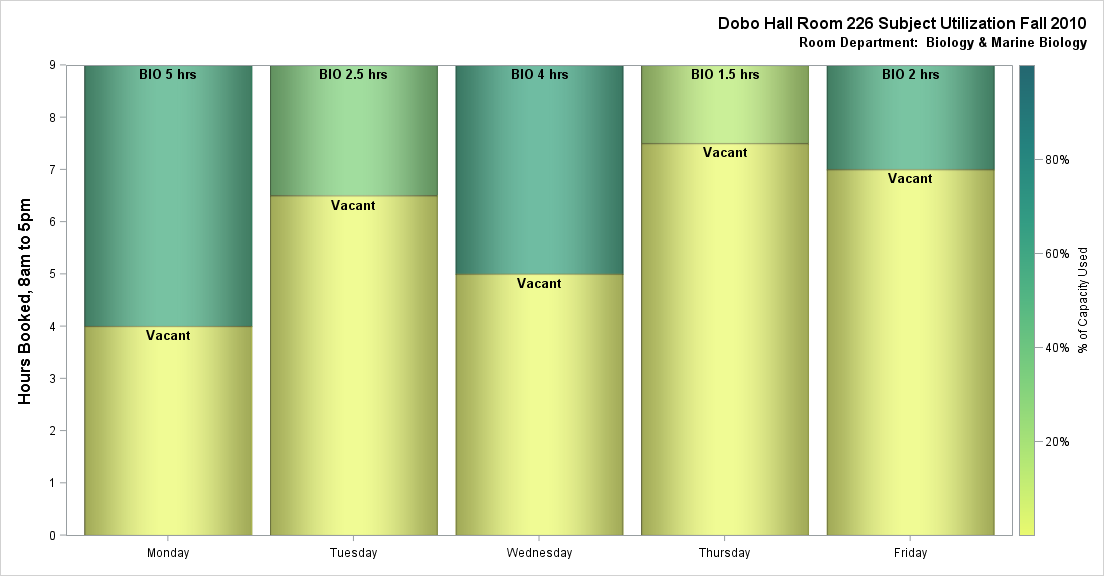 Dobo Hall Room 226 Subject Utilization Fall 2010
Room Department: Biology & Marine Biology
Hours Booked, 8am to 5pm
9
8
7
6
5
4
3
2
1
0
BIO 5 hrs
Vacant
BIO 2.5 hrs
Vacant
BIO 4 hrs
Vacant
BIO 1.5 hrs
Vacant
BIO 2 hrs
Vacant
Monday
Tuesday
Wednesday
Thursday
Friday
80%
60%
40%
20%
% of Capacity Used